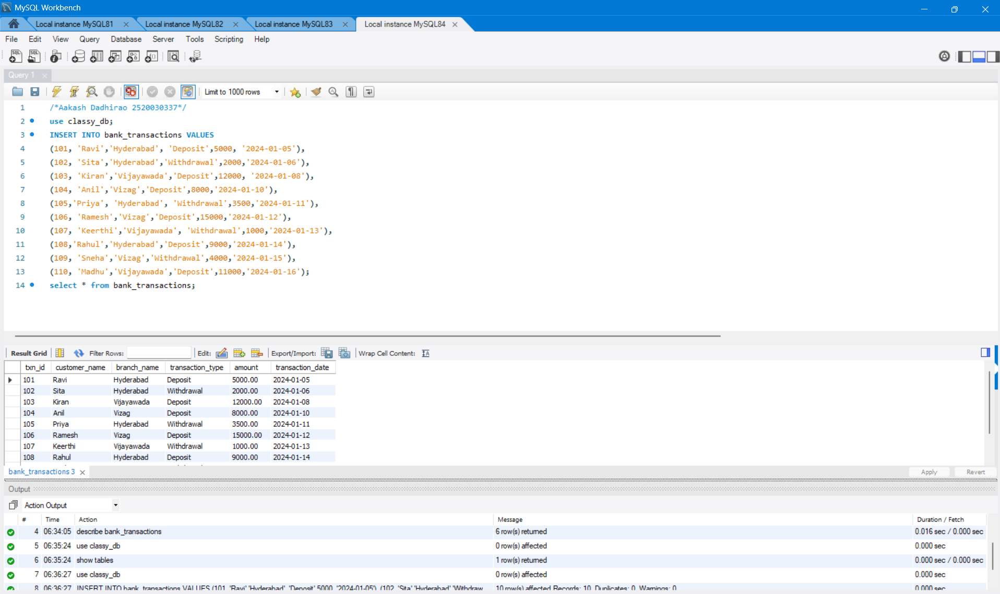 MySQL Workbench
Local instance MySQL81 Local instance MySQL82 Local instance MySQL83 Local instance MySQL84
File Edit View Query Database Server Tools Scripting Help
Query 1
Limit to 1000 rows
1 /*Aakash Dadhirao 2520030337*/
2 use classy_db;
3 INSERT INTO bank_transactions VALUES
4 (101, 'Ravi','Hyderabad', 'Deposit',5000, '2024-01-05'),
5 (102, 'Sita','Hyderabad','Withdrawal',2000,'2024-01-06'),
6 (103, 'Kiran','Vijayawada','Deposit',12000, '2024-01-08'),
7 (104, 'Anil','Vizag','Deposit',8000,'2024-01-10'),
8 (105,'Priya', 'Hyderabad', 'Withdrawal',3500,'2024-01-11'),
9 (106, 'Ramesh','Vizag','Deposit',15000,'2024-01-12'),
10 (107, 'Keerthi','Vijayawada', 'Withdrawal',1000,'2024-01-13'),
11 (108,'Rahul','Hyderabad','Deposit',9000,'2024-01-14'),
12 (109, 'Sneha','Vizag','Withdrawal',4000,'2024-01-15'),
13 (110, 'Madhu','Vijayawada','Deposit',11000,'2024-01-16');
14 select * from bank_transactions;
Result Grid Filter Rows: Edit: Export/Import: Wrap Cell Content:
txn_id customer_name branch_name transaction_type amount transaction_date
101 Ravi Hyderabad Deposit 5000.00 2024-01-05
102 Sita Hyderabad Withdrawal 2000.00 2024-01-06
103 Kiran Vijayawada Deposit 12000.00 2024-01-08
104 Anil Vizag Deposit 8000.00 2024-01-10
105 Priya Hyderabad Withdrawal 3500.00 2024-01-11
106 Ramesh Vizag Deposit 15000.00 2024-01-12
107 Keerthi Vijayawada Withdrawal 1000.00 2024-01-13
108 Rahul Hyderabad Deposit 9000.00 2024-01-14
bank_transactions 3 Apply Revert
Output
Action Output
# Time Action Message Duration / Fetch
4 06:34:05 describe bank_transactions 6 row(s) returned 0.016 sec / 0.000 sec
5 06:35:24 use classy_db 0 row(s) affected 0.000 sec
6 06:35:24 show tables 1 row(s) returned 0.000 sec / 0.000 sec
7 06:36:27 use classy_db 0 row(s) affected 0.000 sec
8 06:36:27 INSERT INTO bank_transactions VALUES (101, 'Ravi','Hyderabad', 'Deposit',5000, '2024-01-05'), (102, 'Sita','Hyderabad','Withdraw 10 row(s) affected Records: 10 Duplicates: 0 Warnings: 0 0.000 sec